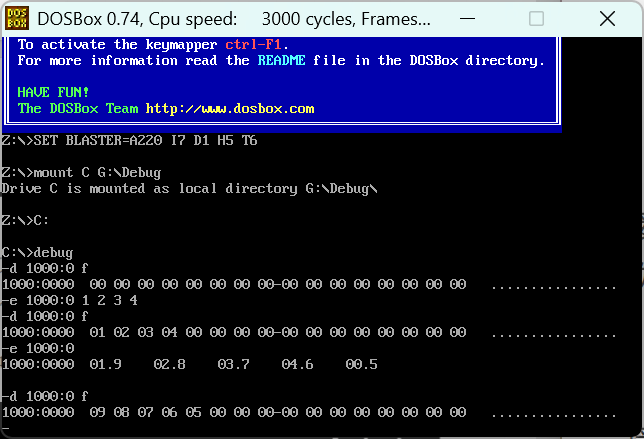 DOS
BOX
DOSBox 0.74, Cpu speed:     3000 cycles, Frames...
To activate the keymapper ctrl-F1.
For more information read the README file in the DOSBox directory.
HAVE FUN!
The DOSBox Team http://www.dosbox.com
Z:\>SET BLASTER=A220 I7 D1 H5 T6
Z:\>mount C G:\Debug
Drive C is mounted as local directory G:\Debug\
Z:\>C:
C:\>debug
-d 1000:0 f
1000:0000  00 00 00 00 00 00 00 00-00 00 00 00 00 00 00 00   ................
-e 1000:0 1 2 3 4
-d 1000:0 f
1000:0000  01 02 03 04 00 00 00 00-00 00 00 00 00 00 00 00   ................
-e 1000:0
1000:0000  01.9    02.8    03.7    04.6    00.5
-d 1000:0 f
1000:0000  09 08 07 06 05 00 00 00-00 00 00 00 00 00 00 00   ................
-